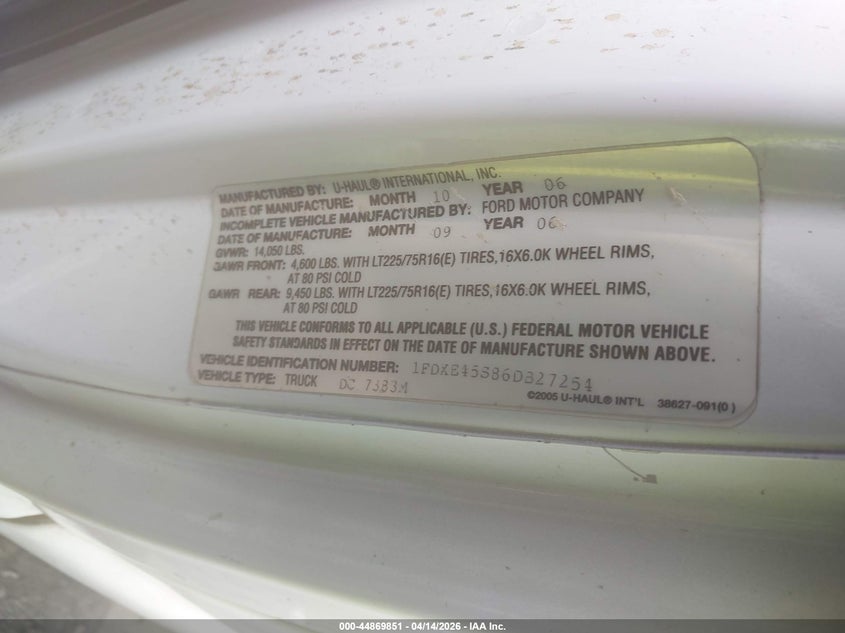 MANUFACTURED BY: U-HAUL® INTERNATIONAL, INC.
DATE OF MANUFACTURE: MONTH 10 YEAR 06
INCOMPLETE VEHICLE MANUFACTURED BY: FORD MOTOR COMPANY
DATE OF MANUFACTURE: MONTH 09 YEAR 06
GVWR: 14,050 LBS.
GAWR FRONT: 4,600 LBS. WITH LT225/75R16(E) TIRES,16X6.0K WHEEL RIMS,
AT 80 PSI COLD
GAWR REAR: 9,450 LBS. WITH LT225/75R16(E) TIRES,16X6.0K WHEEL RIMS,
AT 80 PSI COLD
THIS VEHICLE CONFORMS TO ALL APPLICABLE (U.S.) FEDERAL MOTOR VEHICLE
SAFETY STANDARDS IN EFFECT ON THE DATE OF MANUFACTURE SHOWN ABOVE.
VEHICLE IDENTIFICATION NUMBER: 1FDXE45S86DB27254
VEHICLE TYPE: TRUCK DC 7383M
©2005 U-HAUL® INT'L 38627-091(0)
000-44869851 - 04/14/2026 - IAA Inc.